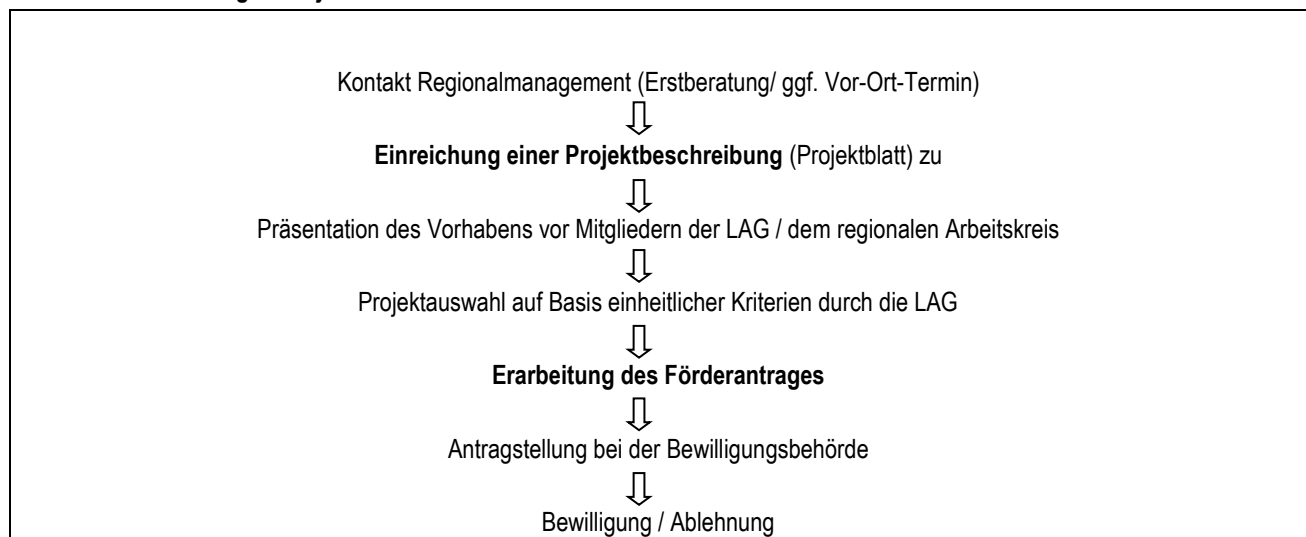 Kontakt Regionalmanagement (Erstberatung/ ggf. Vor-Ort-Termin)
Einreichung einer Projektbeschreibung (Projektblatt) zu
Präsentation des Vorhabens vor Mitgliedern der LAG / dem regionalen Arbeitskreis
Projektauswahl auf Basis einheitlicher Kriterien durch die LAG
Erarbeitung des Förderantrages
Antragstellung bei der Bewilligungsbehörde
Bewilligung / Ablehnung